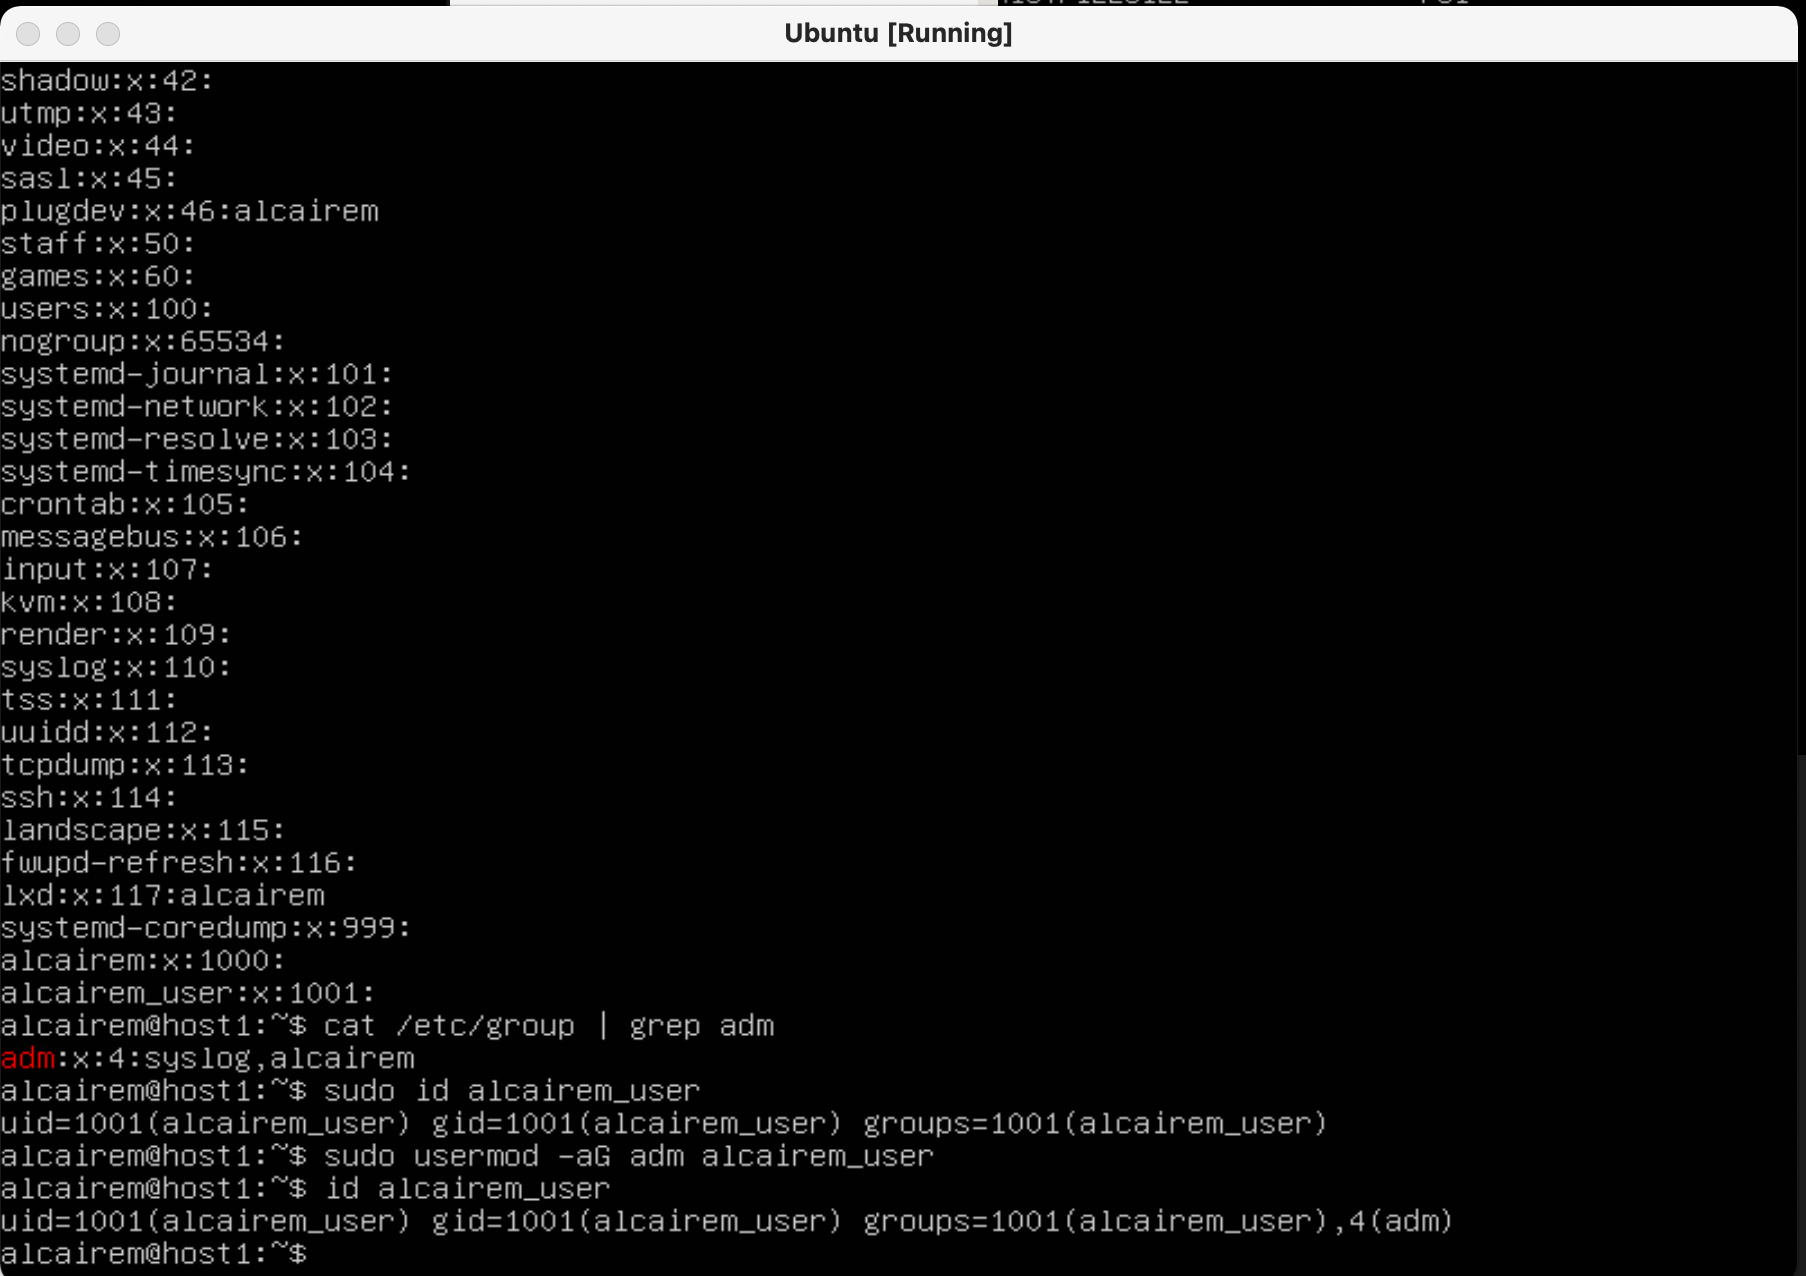 Ubuntu [Running]
shadow:x:42:
utmp:x:43:
video:x:44:
sasl:x:45:
plugdev:x:46:alcairem
staff:x:50:
games:x:60:
users:x:100:
nogroup:x:65534:
systemd-journal:x:101:
systemd-network:x:102:
systemd-resolve:x:103:
systemd-timesync:x:104:
crontab:x:105:
messagebus:x:106:
input:x:107:
kvm:x:108:
render:x:109:
syslog:x:110:
tss:x:111:
uuidd:x:112:
tcpdump:x:113:
ssh:x:114:
landscape:x:115:
fwupd-refresh:x:116:
lxd:x:117:alcairem
systemd-coredump:x:999:
alcairem:x:1000:
alcairem_user:x:1001:
alcairem@host1:~$ cat /etc/group | grep adm
adm:x:4:syslog,alcairem
alcairem@host1:~$ sudo id alcairem_user
uid=1001(alcairem_user) gid=1001(alcairem_user) groups=1001(alcairem_user)
alcairem@host1:~$ sudo usermod -aG adm alcairem_user
alcairem@host1:~$ id alcairem_user
uid=1001(alcairem_user) gid=1001(alcairem_user) groups=1001(alcairem_user),4(adm)
alcairem@host1:~$